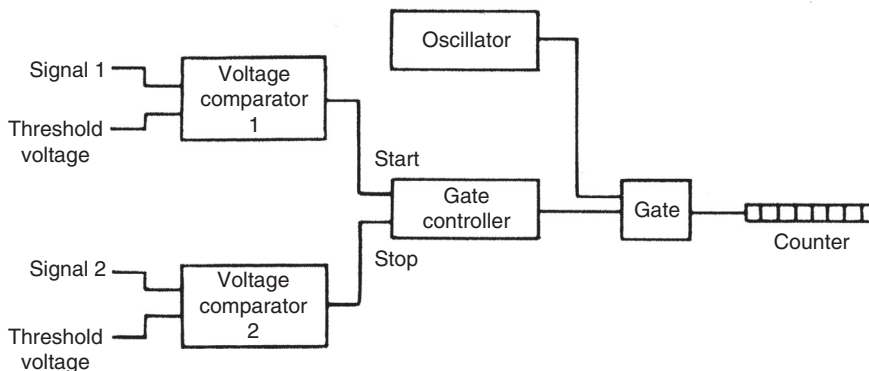 Oscillator
Signal 1
Voltage
comparator
1
Threshold
voltage
Start
Gate
controller
Gate
Counter
Stop
Signal 2
Voltage
comparator
2
Threshold
voltage